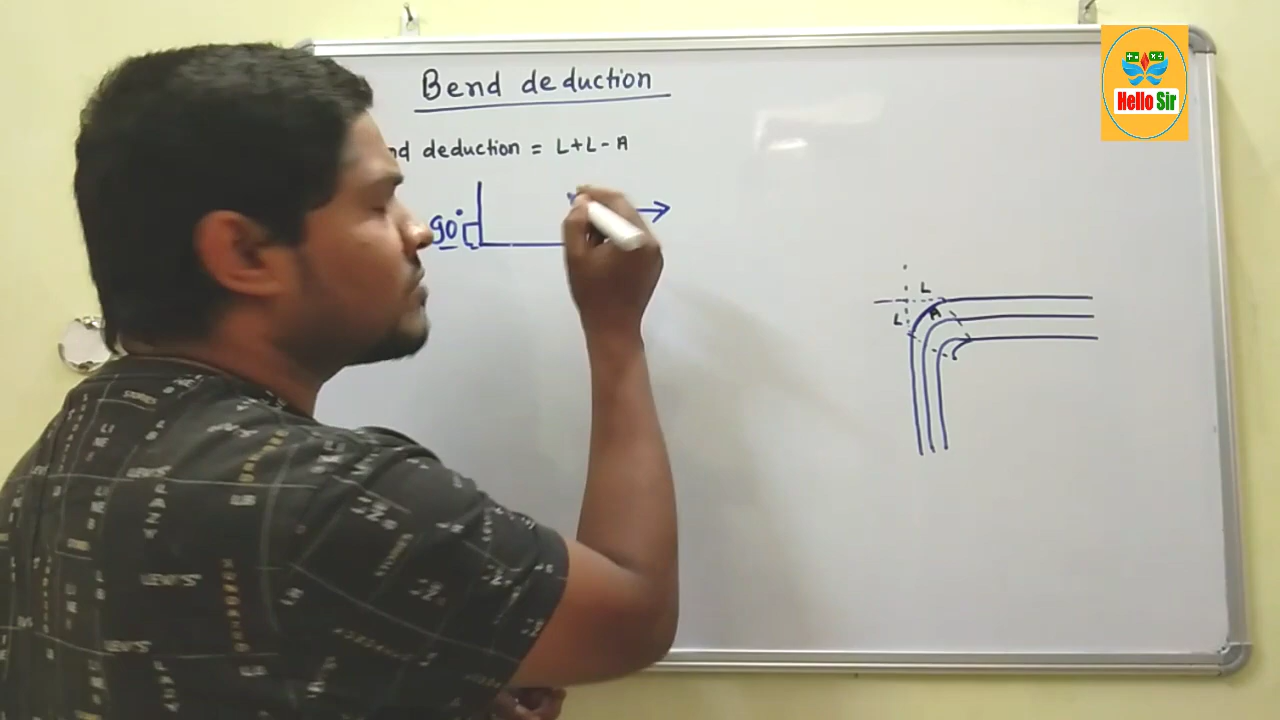 Bend deduction
Hello Sir
nd deduction = L+L-A
90°
L
L
A